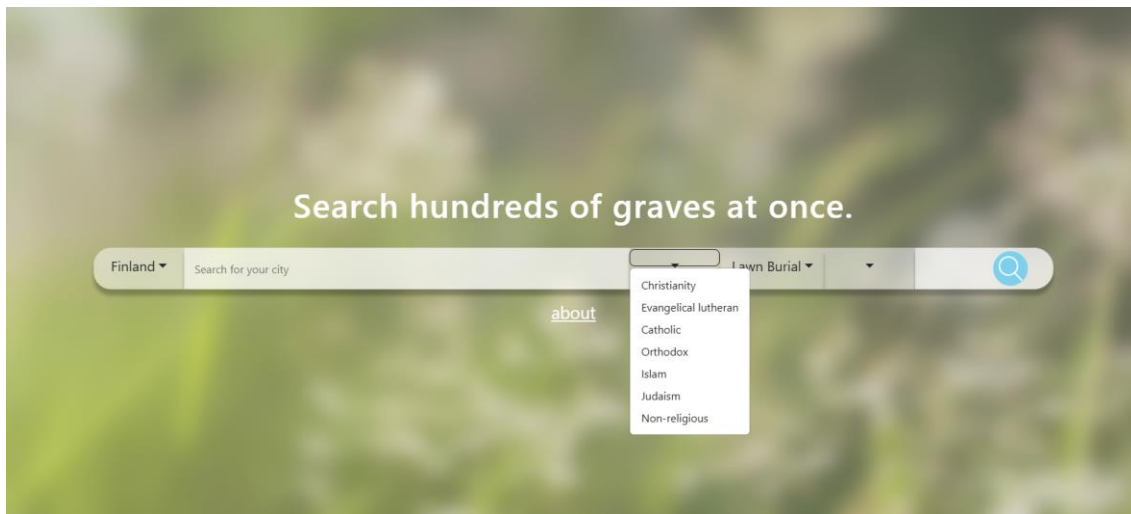 Search hundreds of graves at once.
Finland Search for your city Lawn Burial
Christianity
Evangelical lutheran
Catholic
Orthodox
Islam
Judaism
Non-religious
about